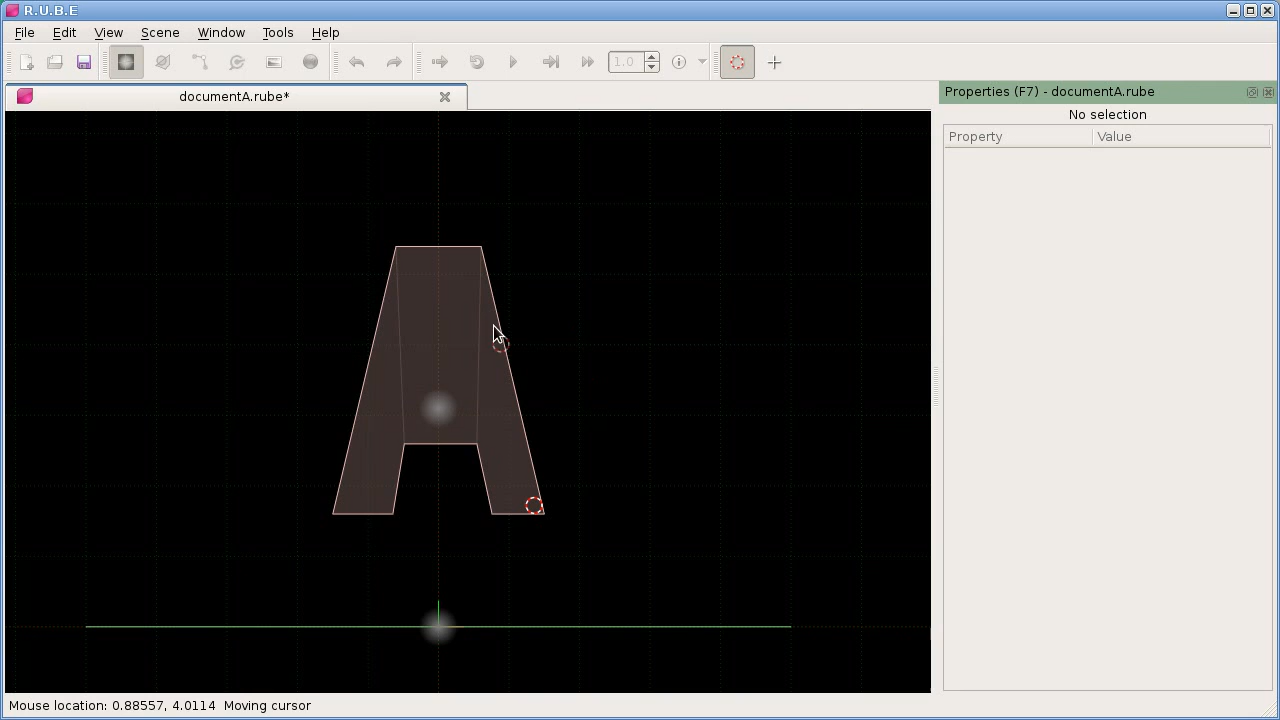 R.U.B.E
File Edit View Scene Window Tools Help
1.0
documentA.rube*
Properties (F7) - documentA.rube
No selection
Property Value
Mouse location: 0.88557, 4.0114 Moving cursor